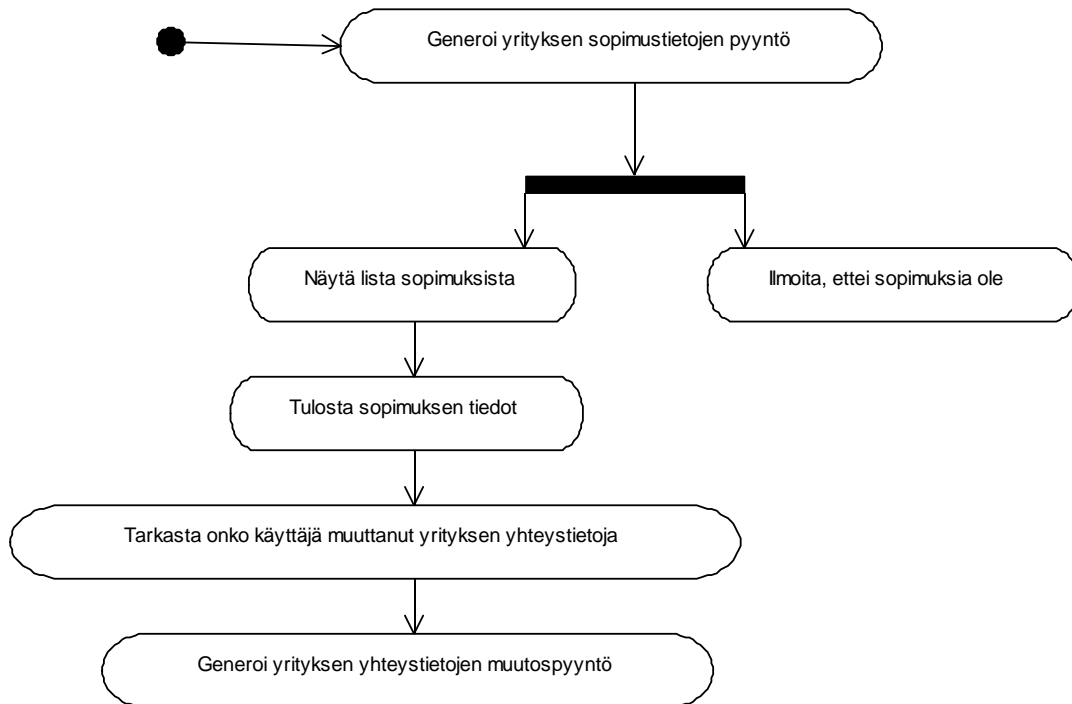 Generoi yrityksen sopimustietojen pyyntö
Näytä lista sopimuksista
Ilmoita, ettei sopimuksia ole
Tulosta sopimuksen tiedot
Tarkasta onko käyttäjä muuttanut yrityksen yhteystietoja
Generoi yrityksen yhteystietojen muutospyyntö